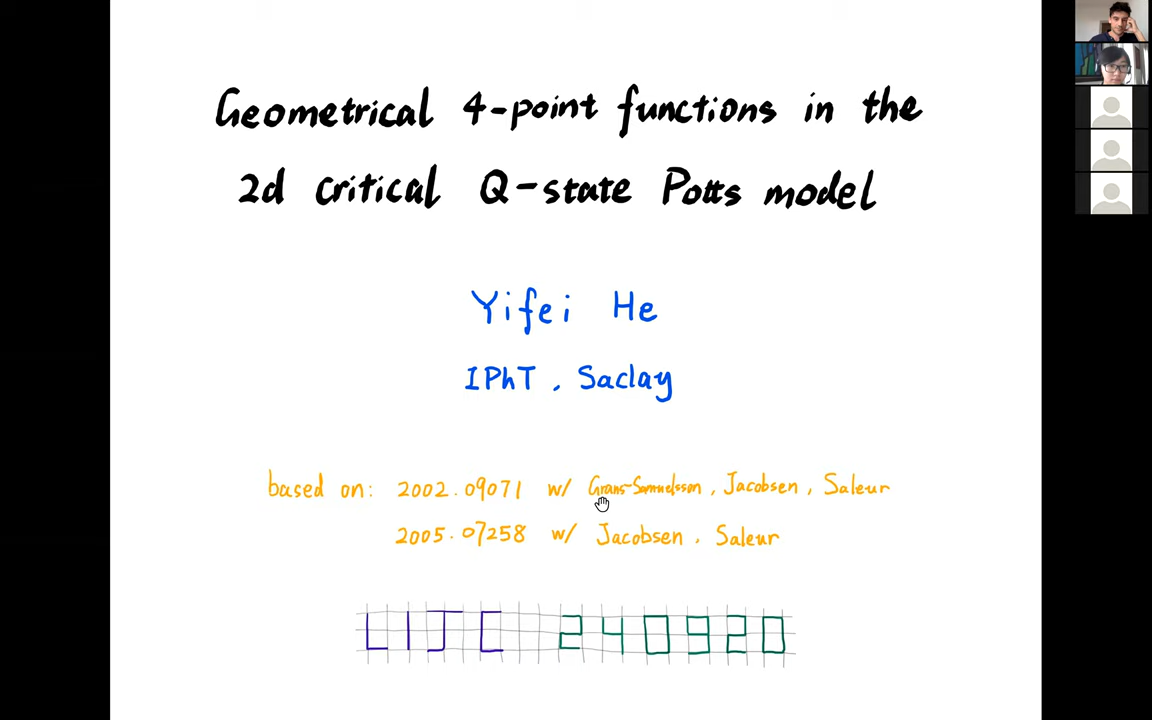 Geometrical 4-point functions in the
2d critical Q-state Potts model
Yifei He
IPhT, Saclay
based on: 2002.09071 w/ Grans-Samuelsson, Jacobsen, Saleur
2005.07258 w/ Jacobsen, Saleur
LIJC 240920